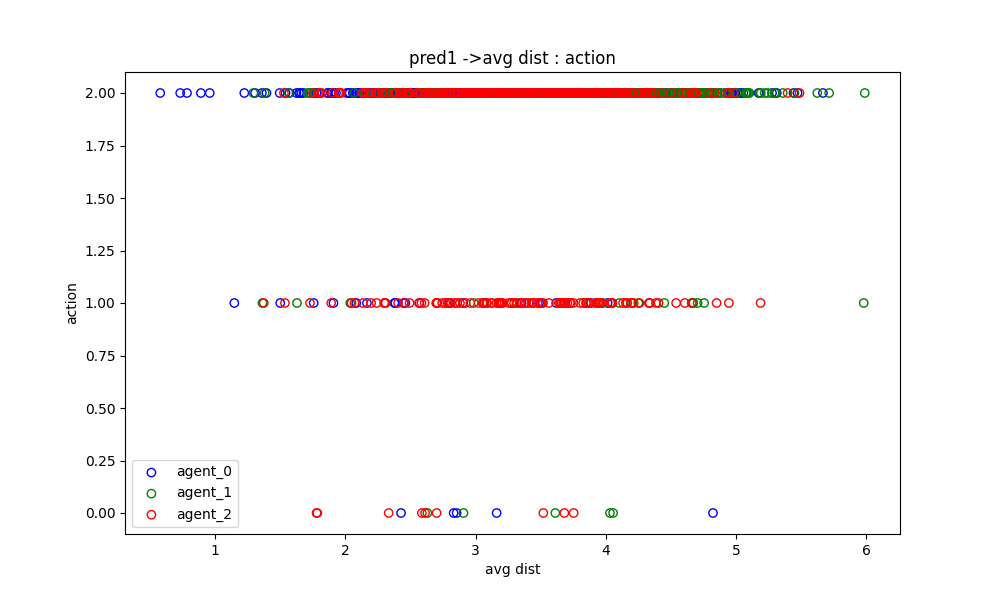 pred1 ->avg dist : action
2.00
1.75
1.50
1.25
1.00
0.75
0.50
0.25
0.00
action
agent_0
agent_1
agent_2
1 2 3 4 5 6
avg dist